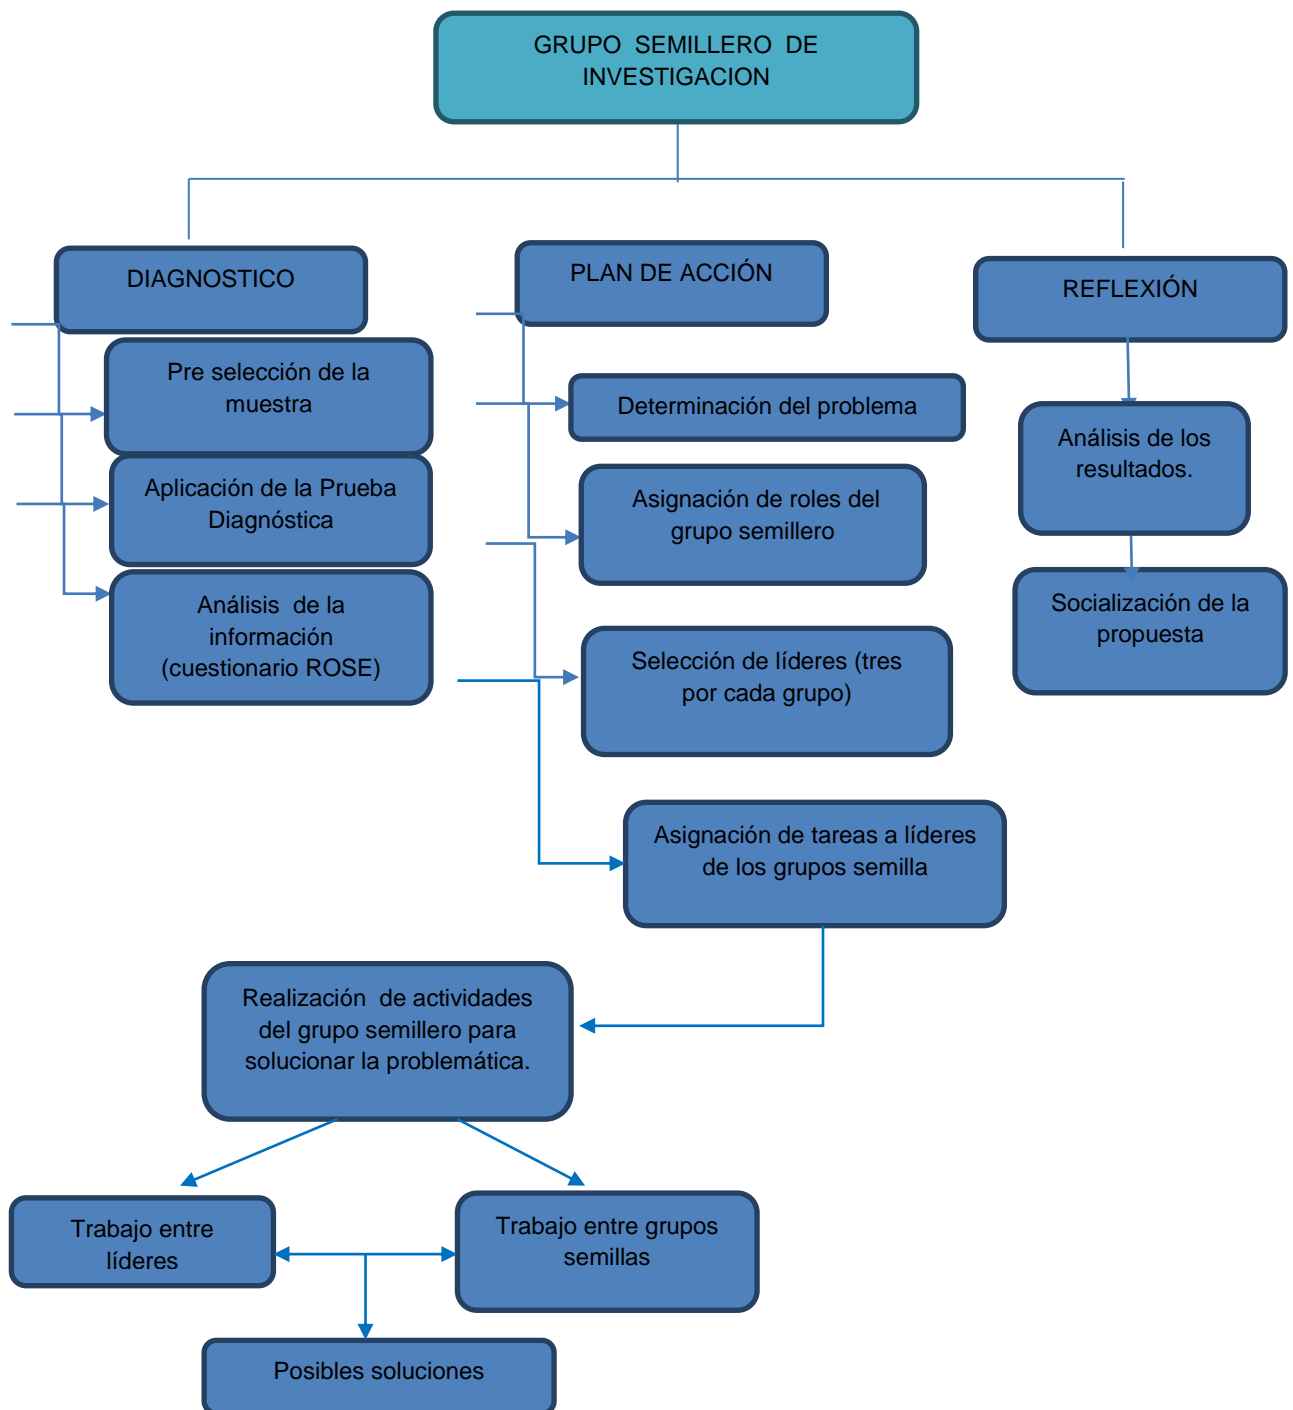 GRUPO  SEMILLERO  DE
INVESTIGACION
DIAGNOSTICO
Pre selección de la
muestra
Aplicación de la Prueba
Diagnóstica
Análisis  de la
información
(cuestionario ROSE)
PLAN DE ACCIÓN
Determinación del problema
Asignación de roles del
grupo semillero
Selección de líderes (tres
por cada grupo)
Asignación de tareas a líderes
de los grupos semilla
Realización  de actividades
del grupo semillero para
solucionar la problemática.
Trabajo entre
líderes
Trabajo entre grupos
semillas
Posibles soluciones
REFLEXIÓN
Análisis de los
resultados.
Socialización de la
propuesta